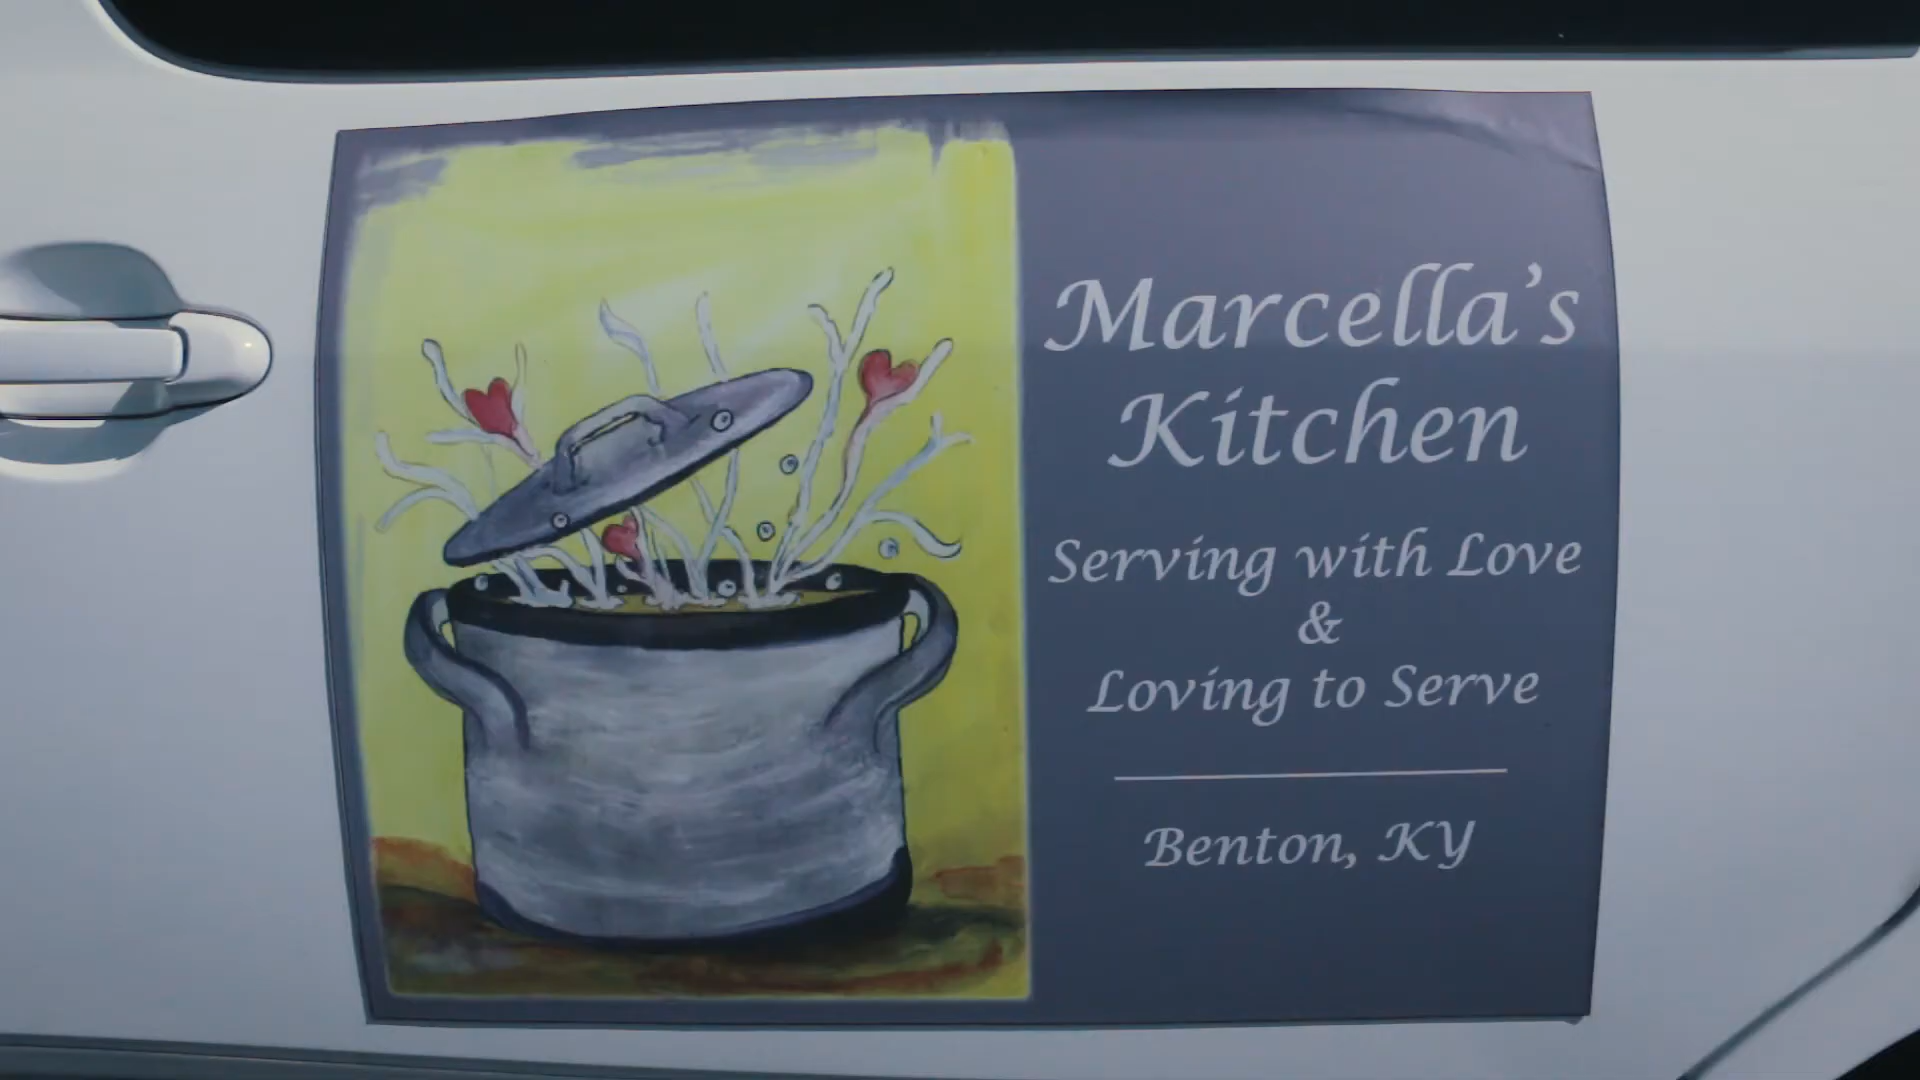 Marcella's
Kitchen
Serving with Love
&
Loving to Serve
Benton, KY